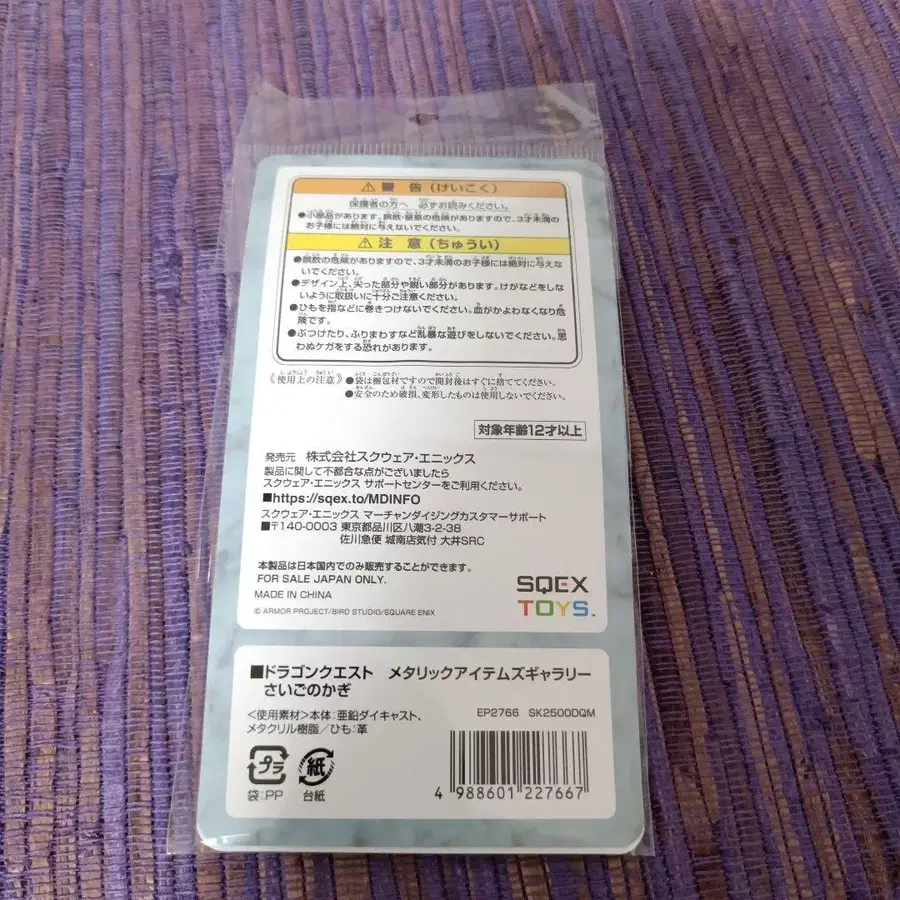 ⚠警 告（けいこく）
保護者の方へ 必ずお読みください。
●小部品があります。誤飲・窒息の危険がありますので、3才未満の
お子様には絶対に与えないでください。
⚠注 意（ちゅうい）
●誤飲の危険がありますので、3才未満のお子様には絶対に与えな
いでください。
●デザイン上、尖った部分や鋭い部分があります。けがなどをしな
いように取扱いに十分ご注意ください。
●ひもを指などに巻きつけないでください。血がかよわなくなり危
険です。
●ぶつけたり、ふりまわすなど乱暴な遊びをしないでください。思
わぬケガをする恐れがあります。
《使用上の注意》●袋は梱包材ですので開封後はすぐに捨ててください。
●安全のため破損、変形したものは使用しないでください。
対象年齢12才以上
発売元 株式会社スクウェア・エニックス
製品に関して不都合な点がございましたら
スクウェア・エニックス サポートセンターをご利用ください。
■https://sqex.to/MDINFO
スクウェア・エニックス マーチャンダイジングカスタマーサポート
■〒140-0003 東京都品川区八潮3-2-38
佐川急便 城南店気付 大井SRC
本製品は日本国内でのみ販売することができます。
FOR SALE JAPAN ONLY.
MADE IN CHINA
© ARMOR PROJECT/BIRD STUDIO/SQUARE ENIX
SQEX
TOYS™
■ドラゴンクエスト メタリックアイテムズギャラリー
さいごのかぎ
EP2766 SK2500DQM
＜使用素材＞本体：亜鉛ダイキャスト、
メタクリル樹脂／ひも：革
プラ 紙
袋：PP 台紙
4 988601 227667